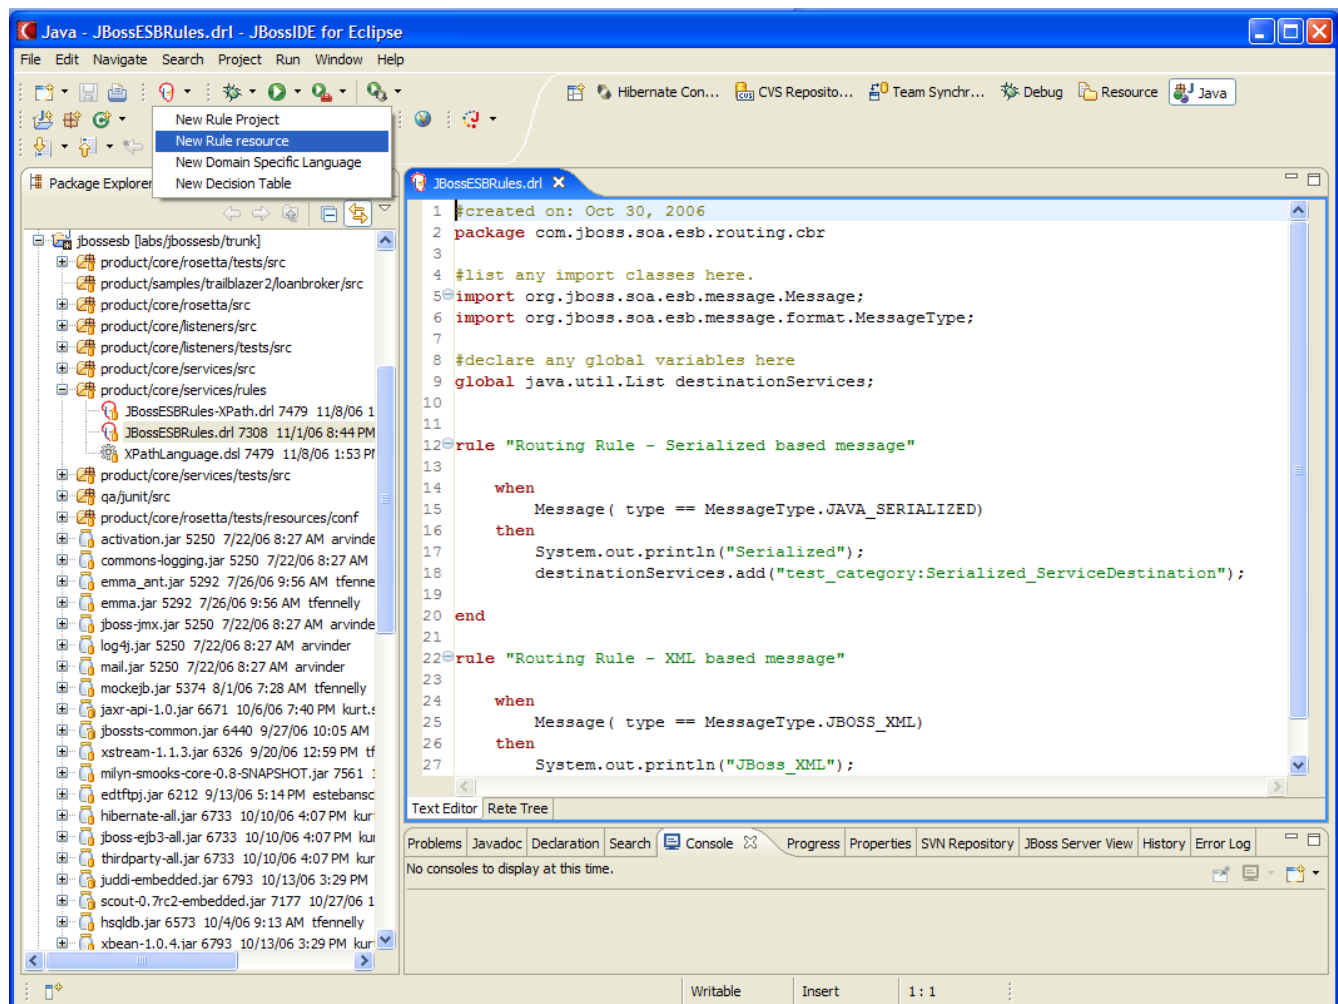 Java - JBossESBRules.drl - JBossIDE for Eclipse
File Edit Navigate Search Project Run Window Help
Hibernate Con... CVS Reposito... Team Synchr... Debug Resource Java
New Rule Project
New Rule resource
New Domain Specific Language
New Decision Table
Package Explorer
JBossESBRules.drl
jbossesb [labs/jbossesb/trunk]
product/core/rosetta/tests/src
product/samples/trailblazer2/loanbroker/src
product/core/rosetta/src
product/core/listeners/src
product/core/listeners/tests/src
product/core/services/src
product/core/services/rules
JBossESBRules-XPath.drl 7479 11/8/06 1
JBossESBRules.drl 7308 11/1/06 8:44 PM
XPathLanguage.dsl 7479 11/8/06 1:53 PM
product/core/services/tests/src
qa/junit/src
product/core/rosetta/tests/resources/conf
activation.jar 5250 7/22/06 8:27 AM arvinde
commons-logging.jar 5250 7/22/06 8:27 AM
emma_ant.jar 5292 7/26/06 9:56 AM tfenne
emma.jar 5292 7/26/06 9:56 AM tfennelly
jboss-jmx.jar 5250 7/22/06 8:27 AM arvinde
log4j.jar 5250 7/22/06 8:27 AM arvinder
mail.jar 5250 7/22/06 8:27 AM arvinder
mockejb.jar 5374 8/1/06 7:28 AM tfennelly
jaxr-api-1.0.jar 6671 10/6/06 7:40 PM kurt.s
jbossts-common.jar 6440 9/27/06 10:05 AM
xstream-1.1.3.jar 6326 9/20/06 12:59 PM tf
milyn-smooks-core-0.8-SNAPSHOT.jar 7561
edtftpj.jar 6212 9/13/06 5:14 PM estebansc
hibernate-all.jar 6733 10/10/06 4:07 PM kur
jboss-ejb3-all.jar 6733 10/10/06 4:07 PM kur
thirdparty-all.jar 6733 10/10/06 4:07 PM kur
juddi-embedded.jar 6793 10/13/06 3:29 PM
scout-0.7rc2-embedded.jar 7177 10/27/06 1
hsqldb.jar 6573 10/4/06 9:13 AM tfennelly
xbean-1.0.4.jar 6793 10/13/06 3:29 PM kur
1 #created on: Oct 30, 2006
2 package com.jboss.soa.esb.routing.cbr
3
4 #list any import classes here.
5 import org.jboss.soa.esb.message.Message;
6 import org.jboss.soa.esb.message.format.MessageType;
7
8 #declare any global variables here
9 global java.util.List destinationServices;
10
11
12 rule "Routing Rule - Serialized based message"
13
14 when
15 Message( type == MessageType.JAVA_SERIALIZED)
16 then
17 System.out.println("Serialized");
18 destinationServices.add("test_category:Serialized_ServiceDestination");
19
20 end
21
22 rule "Routing Rule - XML based message"
23
24 when
25 Message( type == MessageType.JBOSS_XML)
26 then
27 System.out.println("JBoss_XML");
Text Editor Rete Tree
Problems Javadoc Declaration Search Console Progress Properties SVN Repository JBoss Server View History Error Log
No consoles to display at this time.
Writable Insert 1 : 1